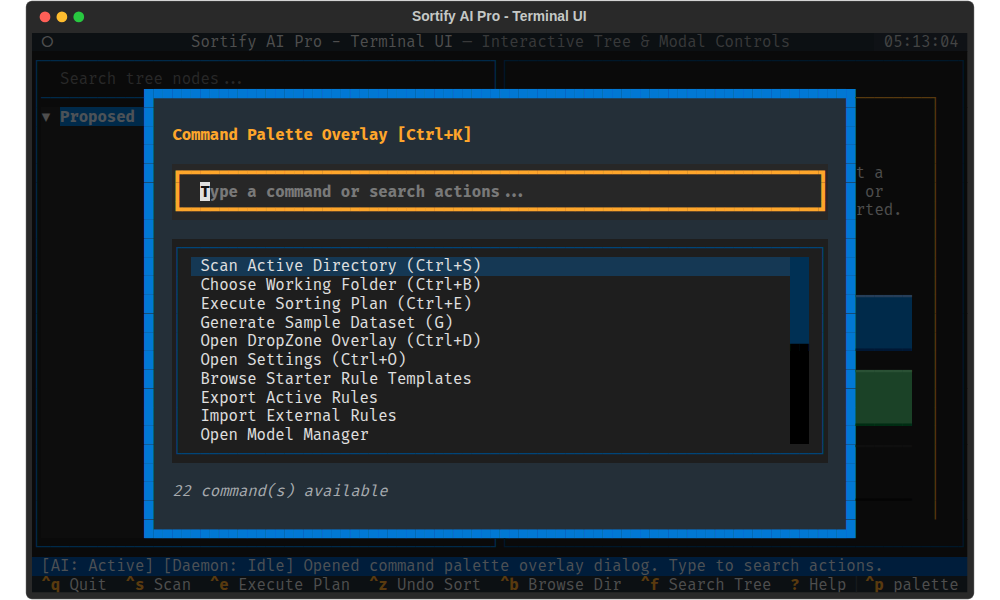 Sortify AI Pro - Terminal UI
Sortify AI Pro - Terminal UI — Interactive Tree & Modal Controls 05:13:04
Search tree nodes...
▼ Proposed
Command Palette Overlay [Ctrl+K]
Type a command or search actions...
t a
or
rted.
Scan Active Directory (Ctrl+S)
Choose Working Folder (Ctrl+B)
Execute Sorting Plan (Ctrl+E)
Generate Sample Dataset (G)
Open DropZone Overlay (Ctrl+D)
Open Settings (Ctrl+O)
Browse Starter Rule Templates
Export Active Rules
Import External Rules
Open Model Manager
22 command(s) available
[AI: Active] [Daemon: Idle] Opened command palette overlay dialog. Type to search actions.
^q Quit ^s Scan ^e Execute Plan ^z Undo Sort ^b Browse Dir ^f Search Tree ? Help ^p palette